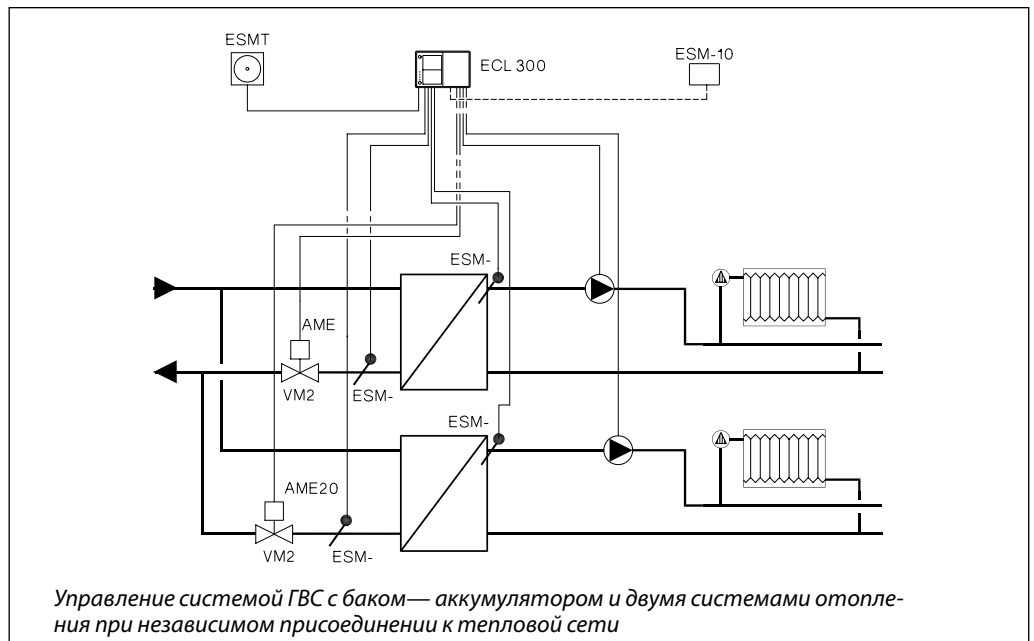 ESMT
ECL 300
ESM-10
ESM-
AME
VM2
ESM-
ESM-
AME20
VM2
ESM-
Управление системой ГВС с баком— аккумулятором и двумя системами отопле-
ния при независимом присоединении к тепловой сети